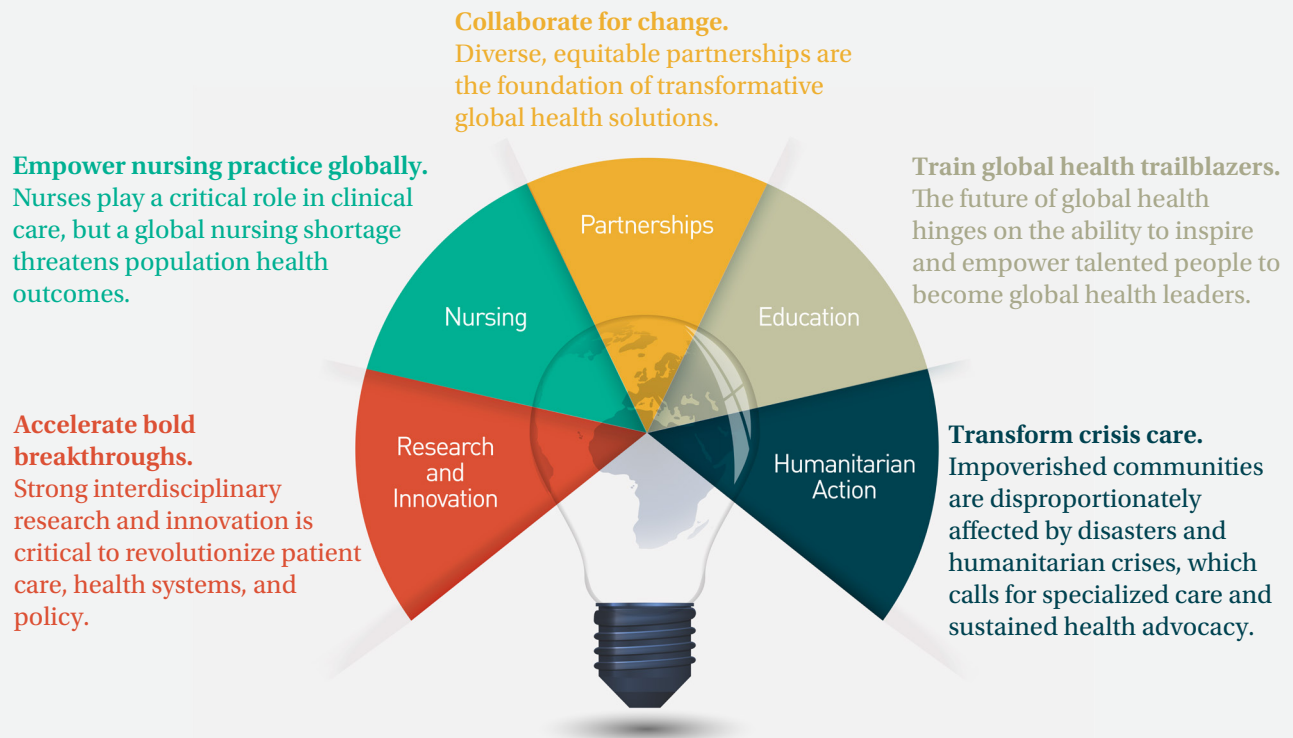 Collaborate for change.
Diverse, equitable partnerships are
the foundation of transformative
global health solutions.
Empower nursing practice globally.
Nurses play a critical role in clinical
care, but a global nursing shortage
threatens population health
outcomes.
Train global health trailblazers.
The future of global health
hinges on the ability to inspire
and empower talented people to
become global health leaders.
Partnerships
Nursing
Education
Accelerate bold
breakthroughs.
Strong interdisciplinary
research and innovation is
critical to revolutionize patient
care, health systems, and
policy.
Research
and
Innovation
Humanitarian
Action
Transform crisis care.
Impoverished communities
are disproportionately
affected by disasters and
humanitarian crises, which
calls for specialized care and
sustained health advocacy.